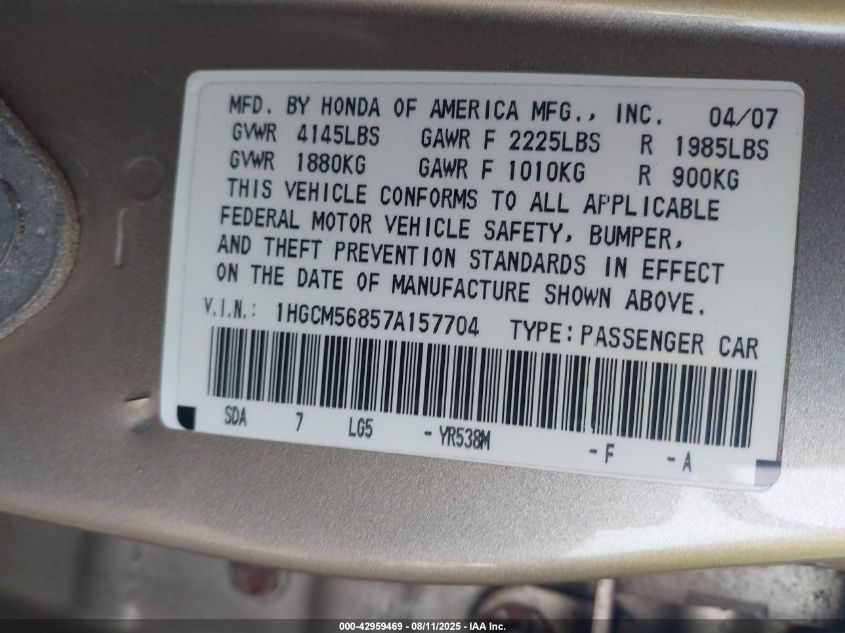 MFD. BY HONDA OF AMERICA MFG., INC. 04/07
GVWR 4145LBS GAWR F 2225LBS R 1985LBS
GVWR 1880KG GAWR F 1010KG R 900KG
THIS VEHICLE CONFORMS TO ALL APPLICABLE
FEDERAL MOTOR VEHICLE SAFETY, BUMPER,
AND THEFT PREVENTION STANDARDS IN EFFECT
ON THE DATE OF MANUFACTURE SHOWN ABOVE.
V.I.N.: 1HGCM56857A157704 TYPE: PASSENGER CAR
SDA 7 LG5 -YR538M -F -A
000-42959469 - 08/11/2025 - IAA Inc.